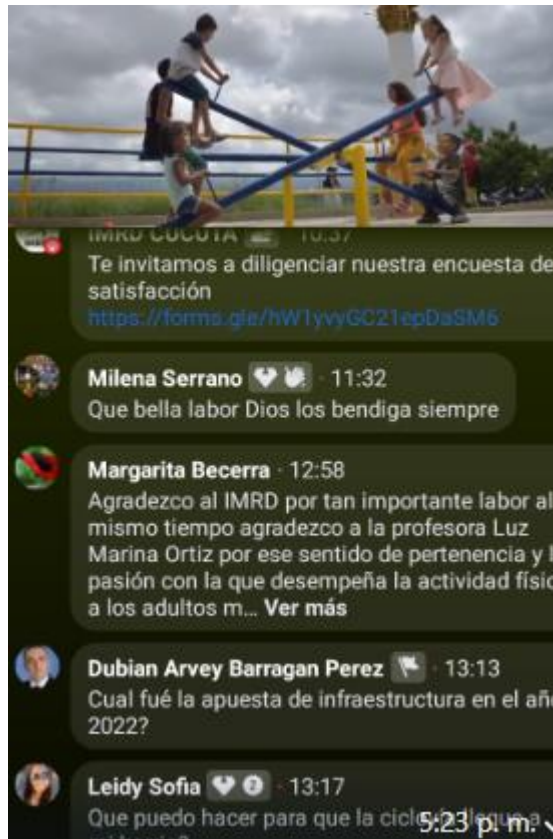 IMRD CUCUTA 10:37
Te invitamos a diligenciar nuestra encuesta de
satisfacción
https://forms.gle/hW1yvyGC21epDaSM6
Milena Serrano · 11:32
Que bella labor Dios los bendiga siempre
Margarita Becerra · 12:58
Agradezco al IMRD por tan importante labor al
mismo tiempo agradezco a la profesora Luz
Marina Ortiz por ese sentido de pertenencia y l
pasión con la que desempeña la actividad físic
a los adultos m... Ver más
Dubian Arvey Barragan Perez · 13:13
Cual fué la apuesta de infraestructura en el añ
2022?
Leidy Sofia 2 · 13:17
Que puedo hacer para que la ciclo a
5:23 p. m.